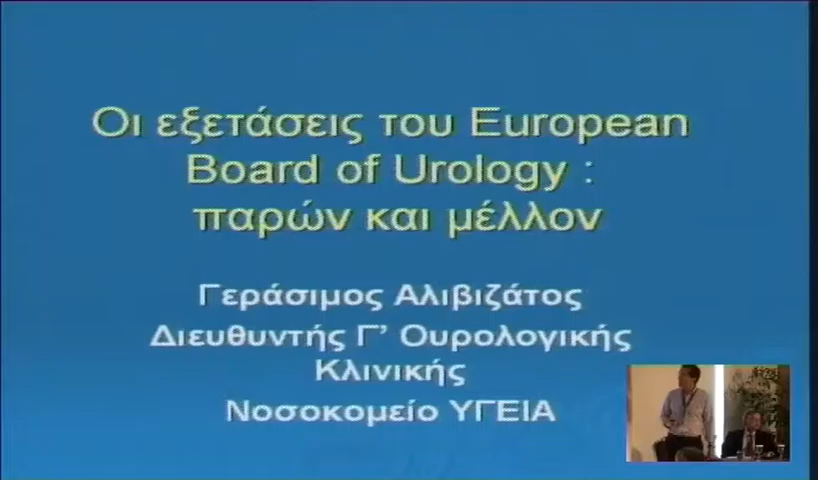 Οι εξετάσεις του European
Board of Urology :
παρών και μέλλον
Γεράσιμος Αλιβιζάτος
Διευθυντής Γ’ Ουρολογικής
Κλινικής
Νοσοκομείο ΥΓΕΙΑ